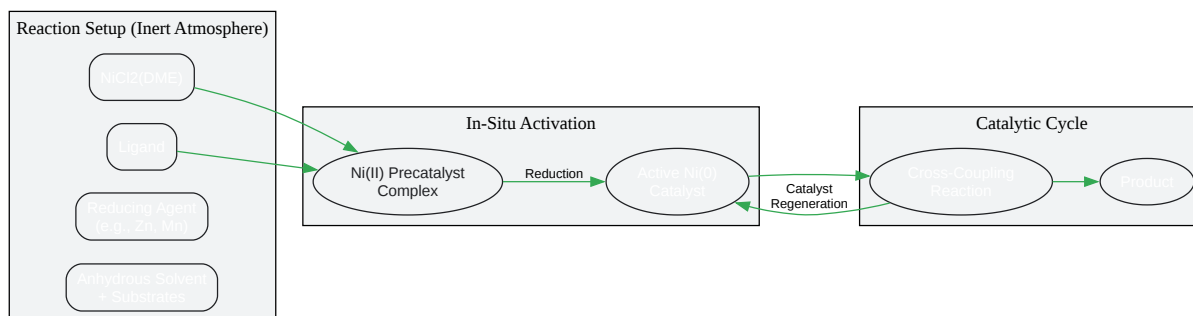 Reaction Setup (Inert Atmosphere)
NiCl2(DME)
Ligand
Reducing Agent
(e.g., Zn, Mn)
Anhydrous Solvent
+ Substrates
In-Situ Activation
Ni(II) Precatalyst
Complex
Reduction
Active Ni(0)
Catalyst
Catalyst
Regeneration
Catalytic Cycle
Cross-Coupling
Reaction
Product